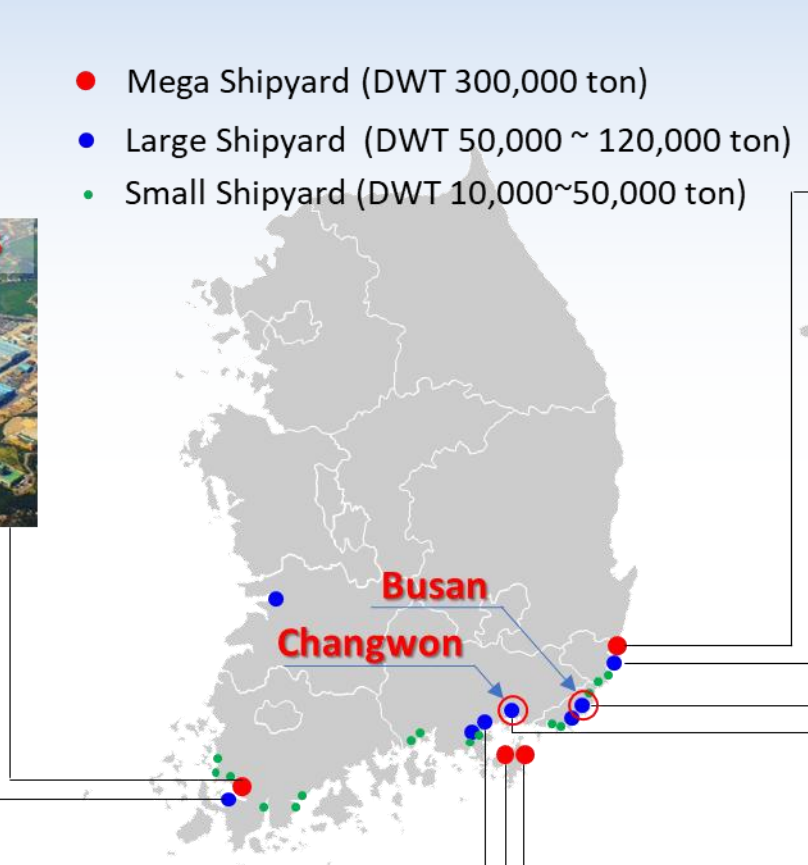 Mega Shipyard (DWT 300,000 ton)
Large Shipyard (DWT 50,000 ~ 120,000 ton)
Small Shipyard (DWT 10,000~50,000 ton)
Busan
Changwon